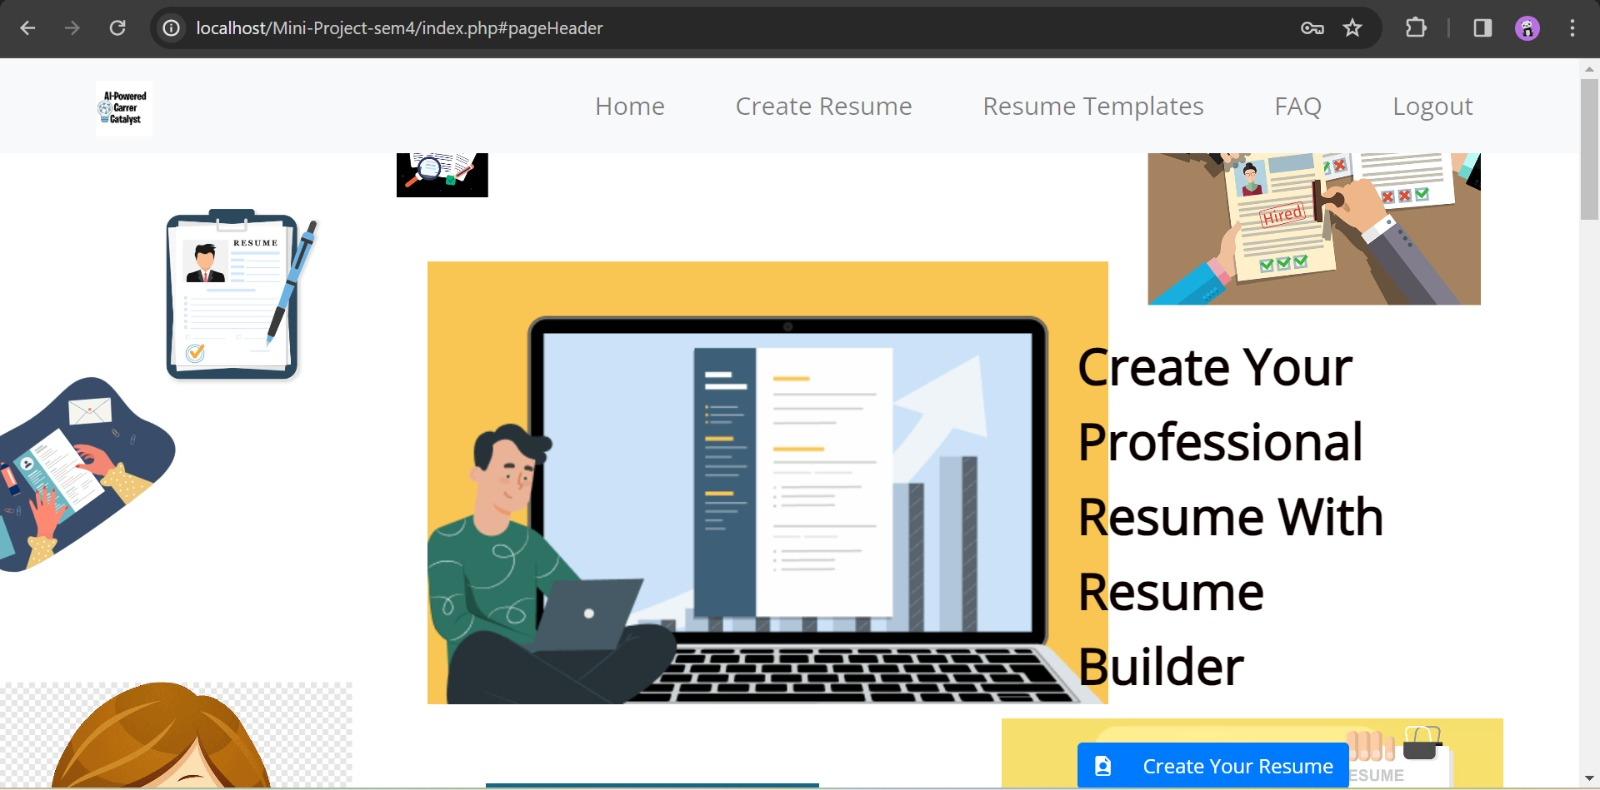 localhost/Mini-Project-sem4/index.php#pageHeader
AI-Powered
Carrer
Catalyst
Home
Create Resume
Resume Templates
FAQ
Logout
RESUME
Hired
Create Your
Professional
Resume With
Resume
Builder
Create Your Resume
ESUME